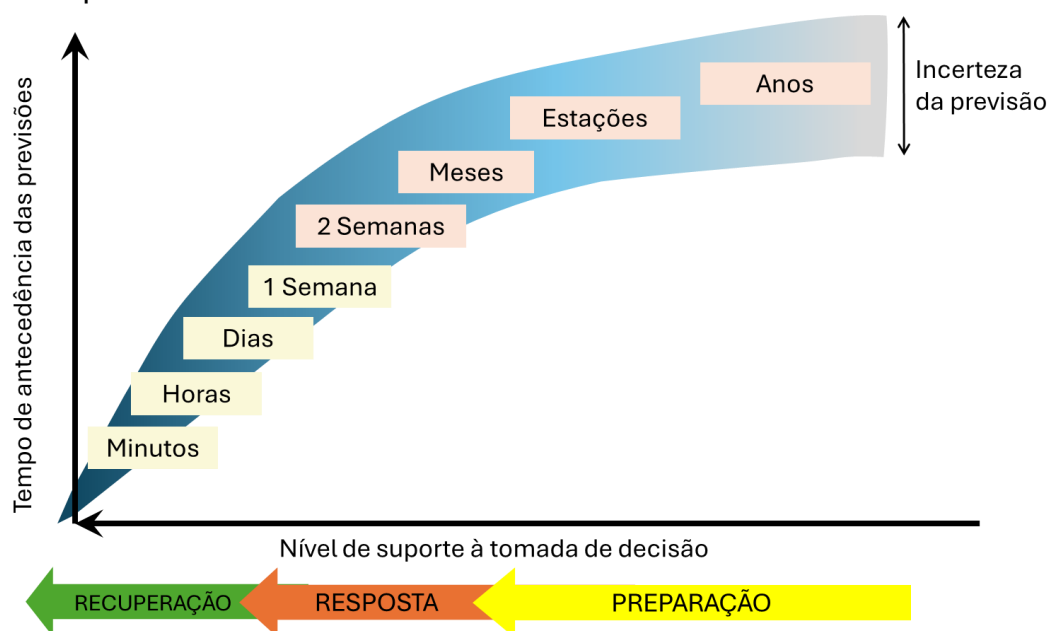 Tempo de antecedência das previsões
Anos
Incerteza
da previsão
Estações
Meses
2 Semanas
1 Semana
Dias
Horas
Minutos
Nível de suporte à tomada de decisão
RECUPERAÇÃO
RESPOSTA
PREPARAÇÃO